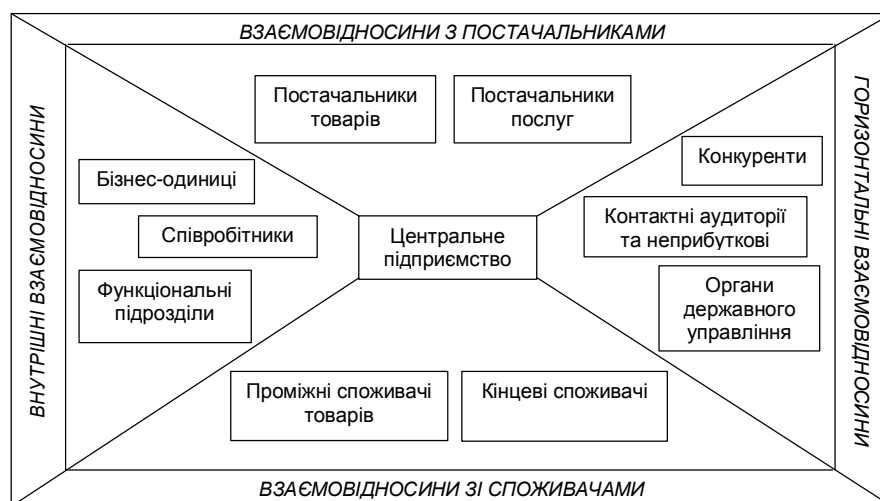 ВЗАЄМОВІДНОСИНИ З ПОСТАЧАЛЬНИКАМИ
Постачальники
товарів
Постачальники
послуг
ВНУТРІШНІ ВЗАЄМОВІДНОСИНИ
Бізнес-одиниці
Співробітники
Функціональні
підрозділи
Центральне
підприємство
Конкуренти
Контактні аудиторії
та неприбуткові
Органи
державного
управління
ГОРИЗОНТАЛЬНІ ВЗАЄМОВІДНОСИНИ
Проміжні споживачі
товарів
Кінцеві споживачі
ВЗАЄМОВІДНОСИНИ ЗІ СПОЖИВАЧАМИ